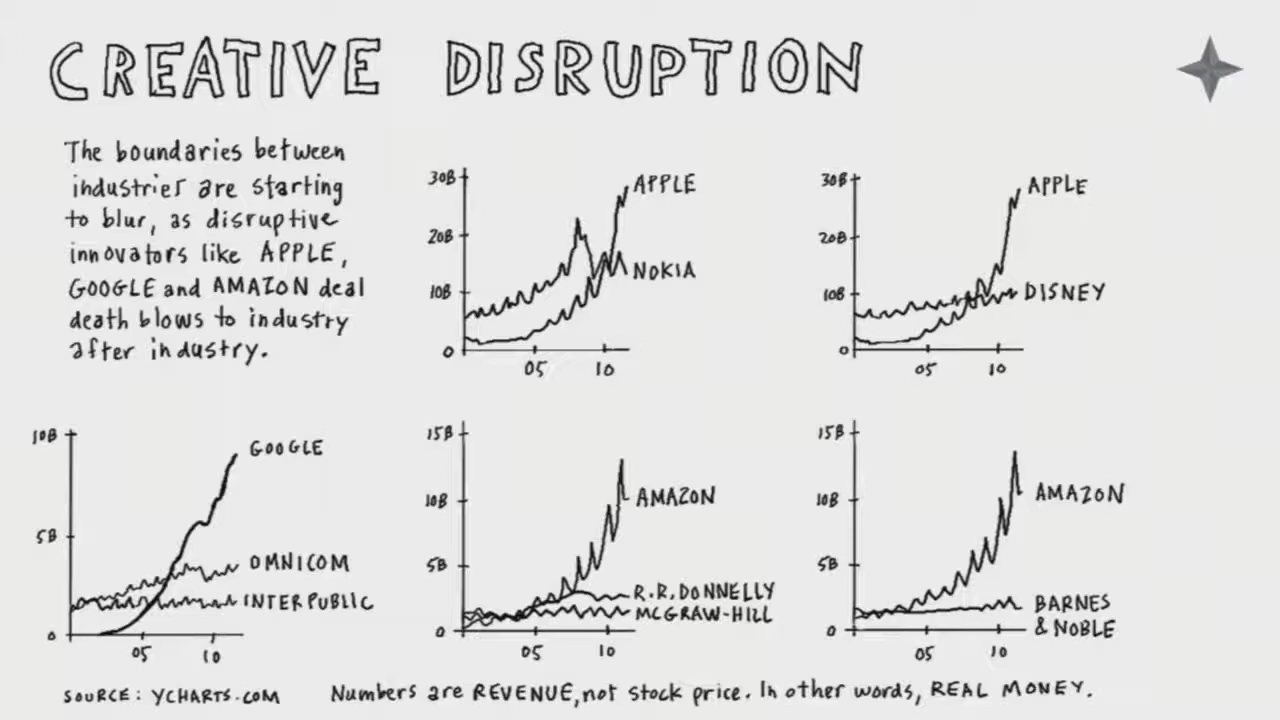 CREATIVE DISRUPTION
The boundaries between
industries are starting
to blur, as disruptive
innovators like APPLE,
GOOGLE and AMAZON deal
death blows to industry
after industry.
30B
20B
10B
0
05
10
APPLE
NOKIA
30B
20B
10B
0
05
10
APPLE
DISNEY
10B
5B
0
05
10
GOOGLE
OMNICOM
INTERPUBLIC
15B
10B
5B
0
05
10
AMAZON
R.R. DONNELLY
MCGRAW-HILL
15B
10B
5B
0
05
10
AMAZON
BARNES
& NOBLE
SOURCE: YCHARTS.COM
Numbers are REVENUE, not stock price. In other words, REAL MONEY.